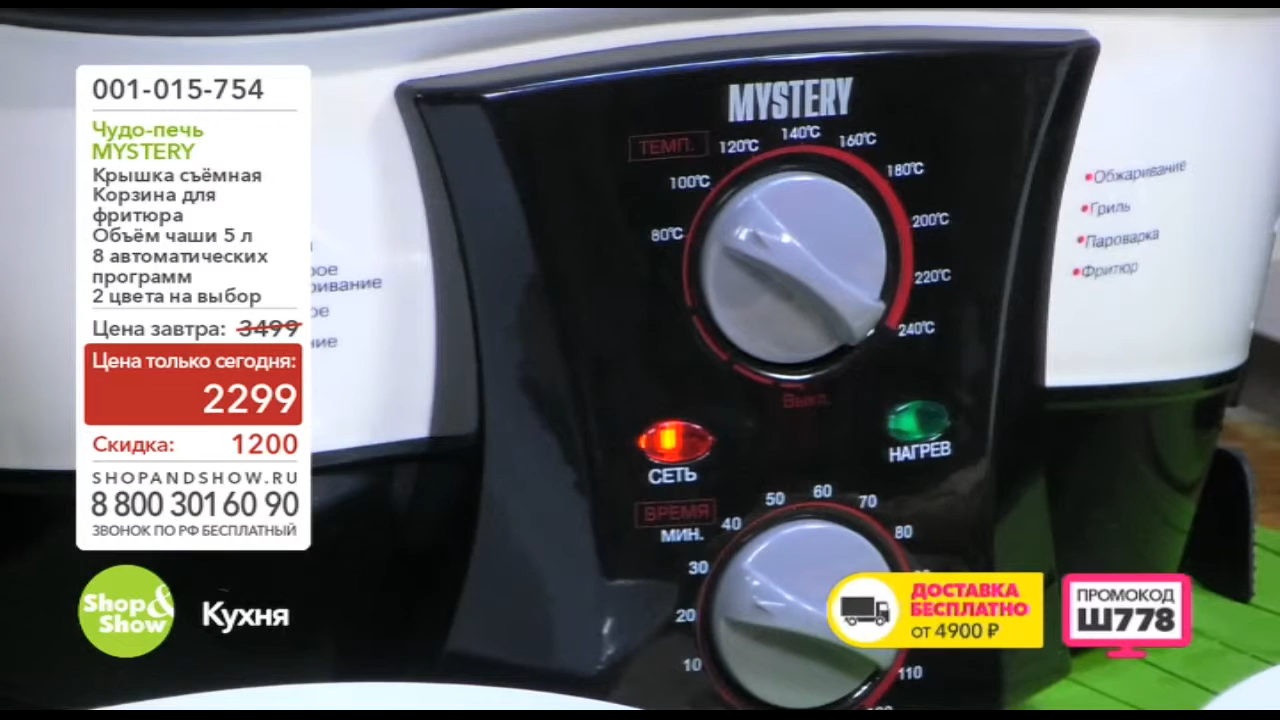 001-015-754
Чудо-печь
MYSTERY
Крышка съёмная
Корзина для
фритюра
Объём чаши 5 л
8 автоматических
программ
2 цвета на выбор
Цена завтра: 3499
Цена только сегодня:
2299
Скидка: 1200
SHOPANDSHOW.RU
8 800 301 60 90
ЗВОНОК ПО РФ БЕСПЛАТНЫЙ
Shop&
Show
Кухня
MYSTERY
ТЕМП.
80°C
100°C
120°C
140°C
160°C
180°C
200°C
220°C
240°C
Выкл.
СЕТЬ
НАГРЕВ
ВРЕМЯ
МИН.
10
20
30
40
50
60
70
80
110
•Обжаривание
•Гриль
•Пароварка
•Фритюр
ДОСТАВКА
БЕСПЛАТНО
от 4900 ₽
ПРОМОКОД
Ш778